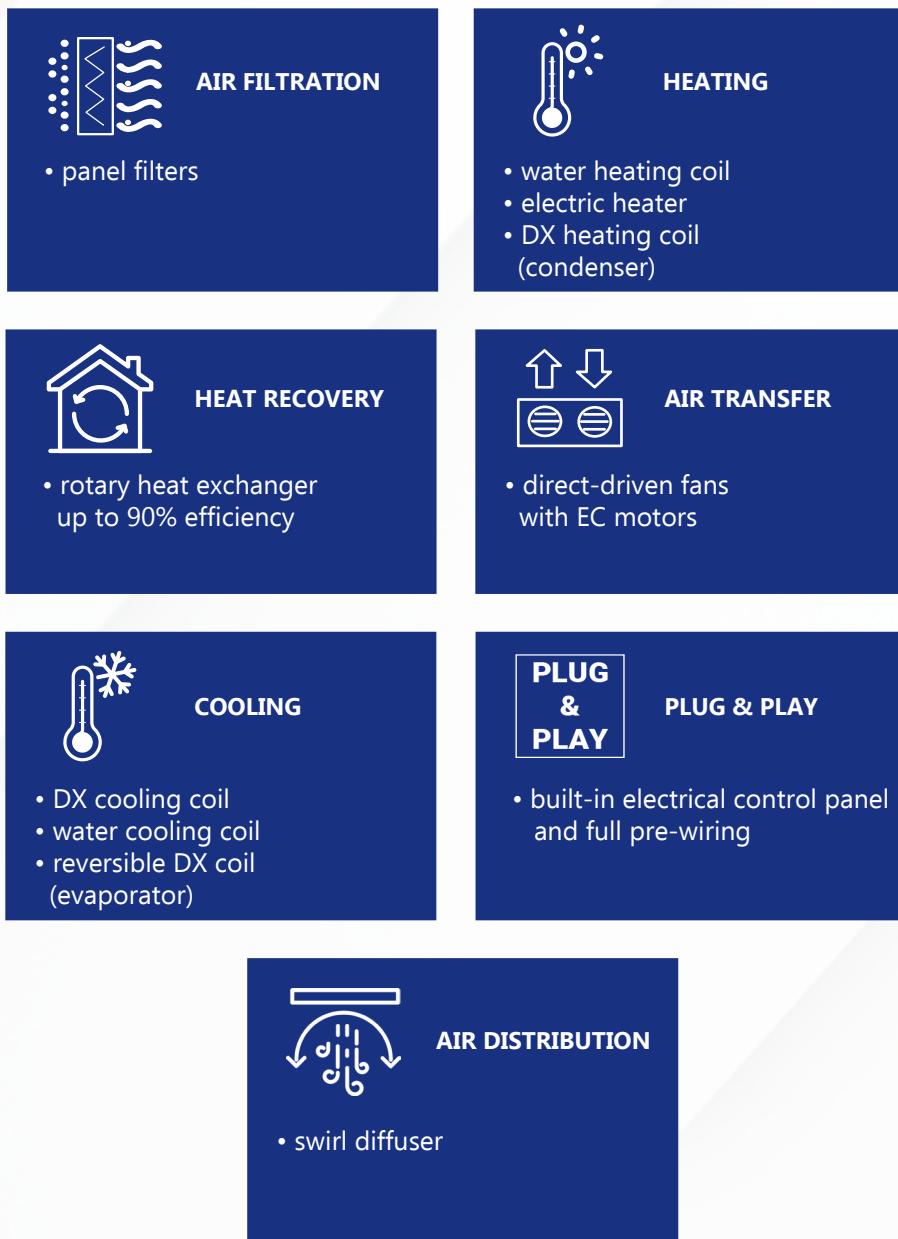 AIR FILTRATION
• panel filters
HEATING
• water heating coil
• electric heater
• DX heating coil
(condenser)
HEAT RECOVERY
• rotary heat exchanger
up to 90% efficiency
AIR TRANSFER
• direct-driven fans
with EC motors
COOLING
• DX cooling coil
• water cooling coil
• reversible DX coil
(evaporator)
PLUG
&
PLAY
PLUG & PLAY
• built-in electrical control panel
and full pre-wiring
AIR DISTRIBUTION
• swirl diffuser